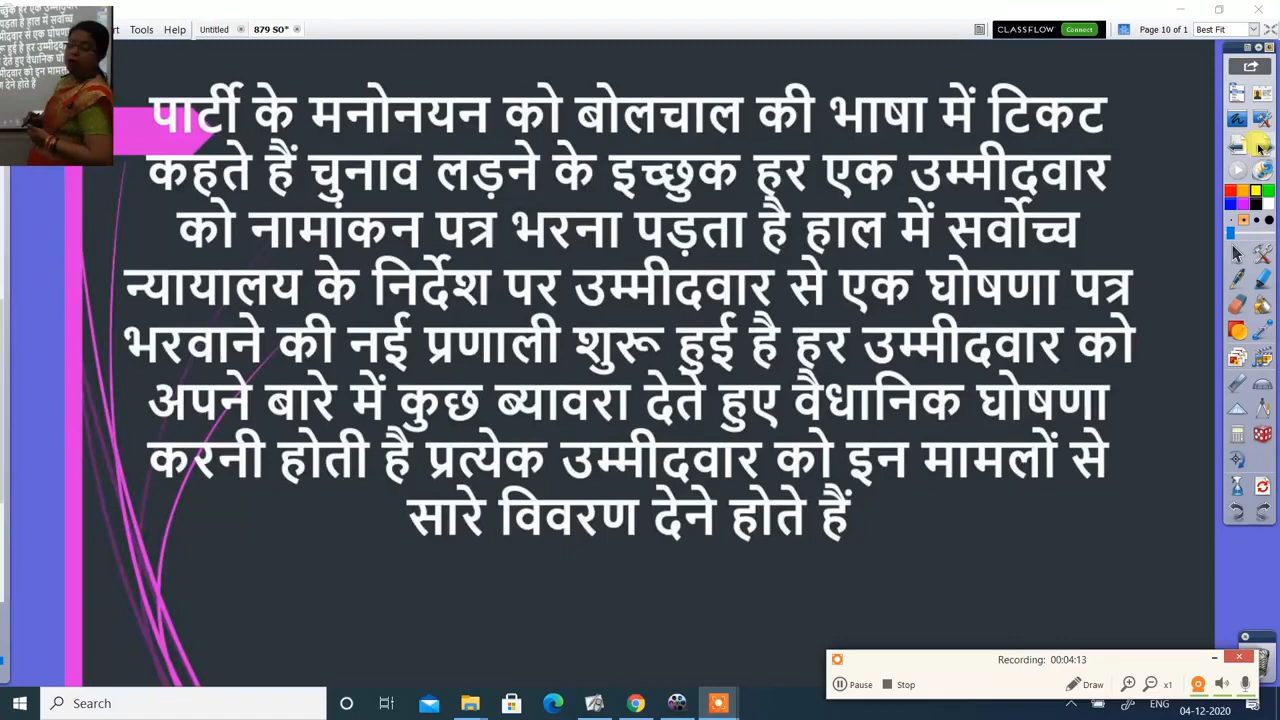 Tools Help Untitled 879 SO* CLASSFLOW Connect Page 10 of 1 Best Fit
पार्टी के मनोनयन को बोलचाल की भाषा में टिकट
कहते हैं चुनाव लड़ने के इच्छुक हर एक उम्मीदवार
को नामांकन पत्र भरना पड़ता है हाल में सर्वोच्च
न्यायालय के निर्देश पर उम्मीदवार से एक घोषणा पत्र
भरवाने की नई प्रणाली शुरू हुई है हर उम्मीदवार को
अपने बारे में कुछ ब्यावरा देते हुए वैधानिक घोषणा
करनी होती है प्रत्येक उम्मीदवार को इन मामलों से
सारे विवरण देने होते हैं
Recording: 00:04:13
Pause Stop Draw x1
Search ENG
04-12-2020